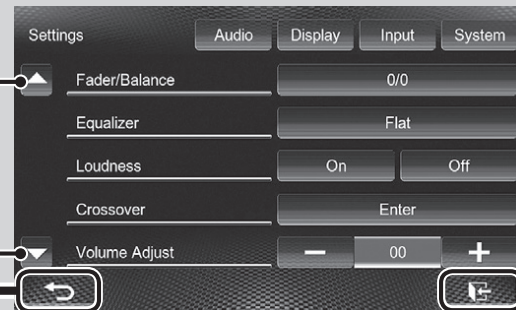 Settings Audio Display Input System
Fader/Balance 0/0
Equalizer Flat
Loudness On Off
Crossover Enter
Volume Adjust — 00 +